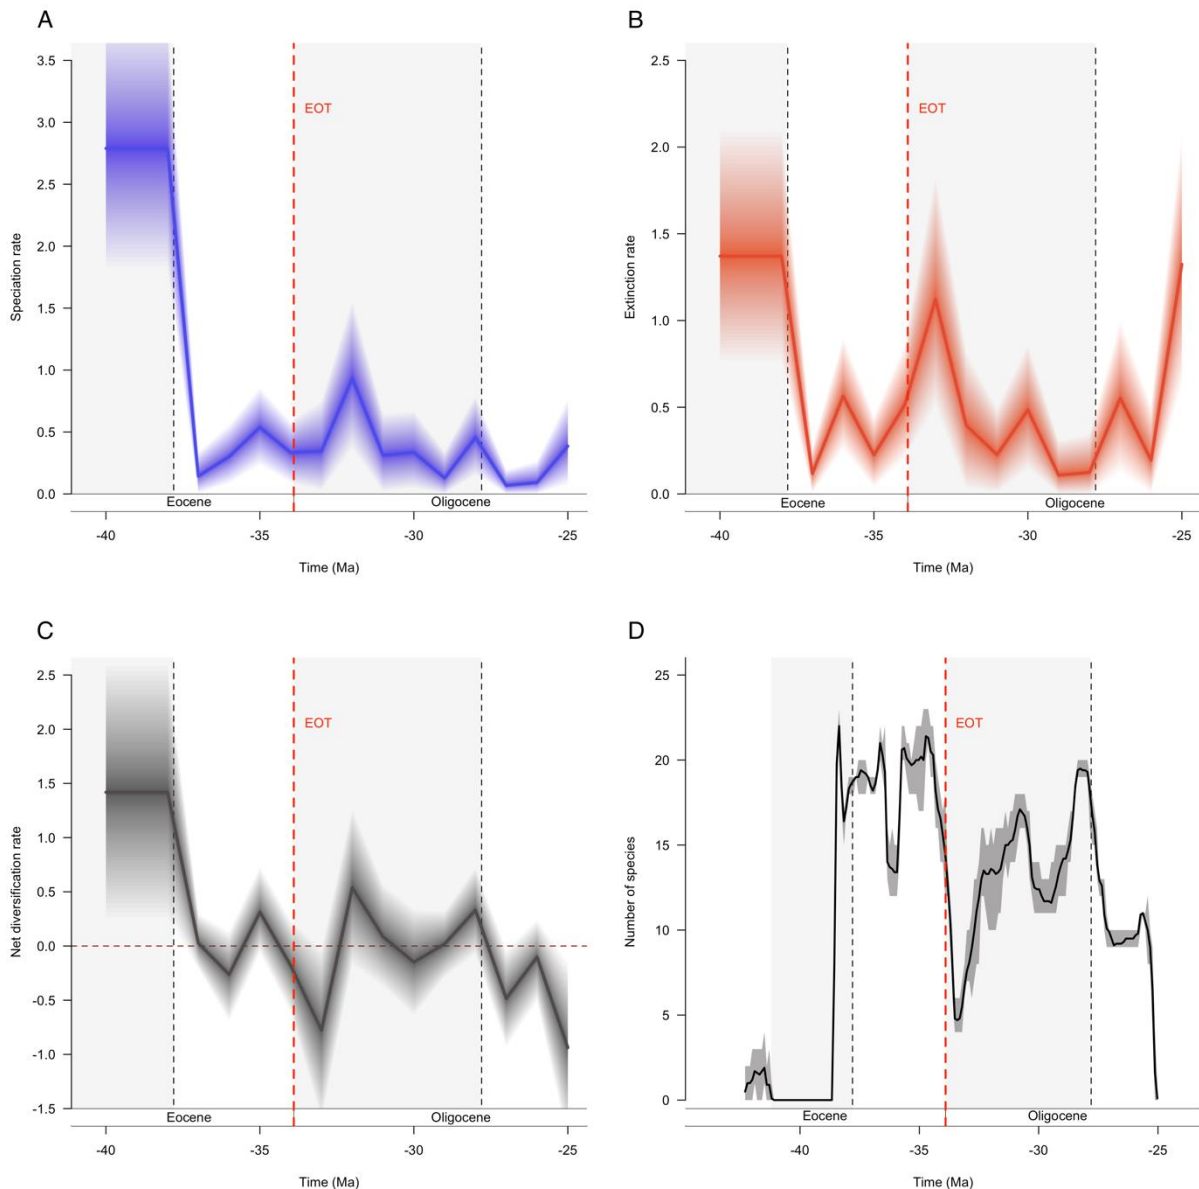 A
3.5
3.0
2.5
2.0
1.5
1.0
0.5
0.0
Speciation rate
EOT
Eocene
Oligocene
-40
-35
-30
-25
Time (Ma)
B
2.5
2.0
1.5
1.0
0.5
0.0
Extinction rate
EOT
Eocene
Oligocene
-40
-35
-30
-25
Time (Ma)
C
2.5
2.0
1.5
1.0
0.5
0.0
-0.5
-1.0
-1.5
Net diversification rate
EOT
Eocene
Oligocene
-40
-35
-30
-25
Time (Ma)
D
25
20
15
10
5
0
Number of species
EOT
Eocene
Oligocene
-40
-35
-30
-25
Time (Ma)